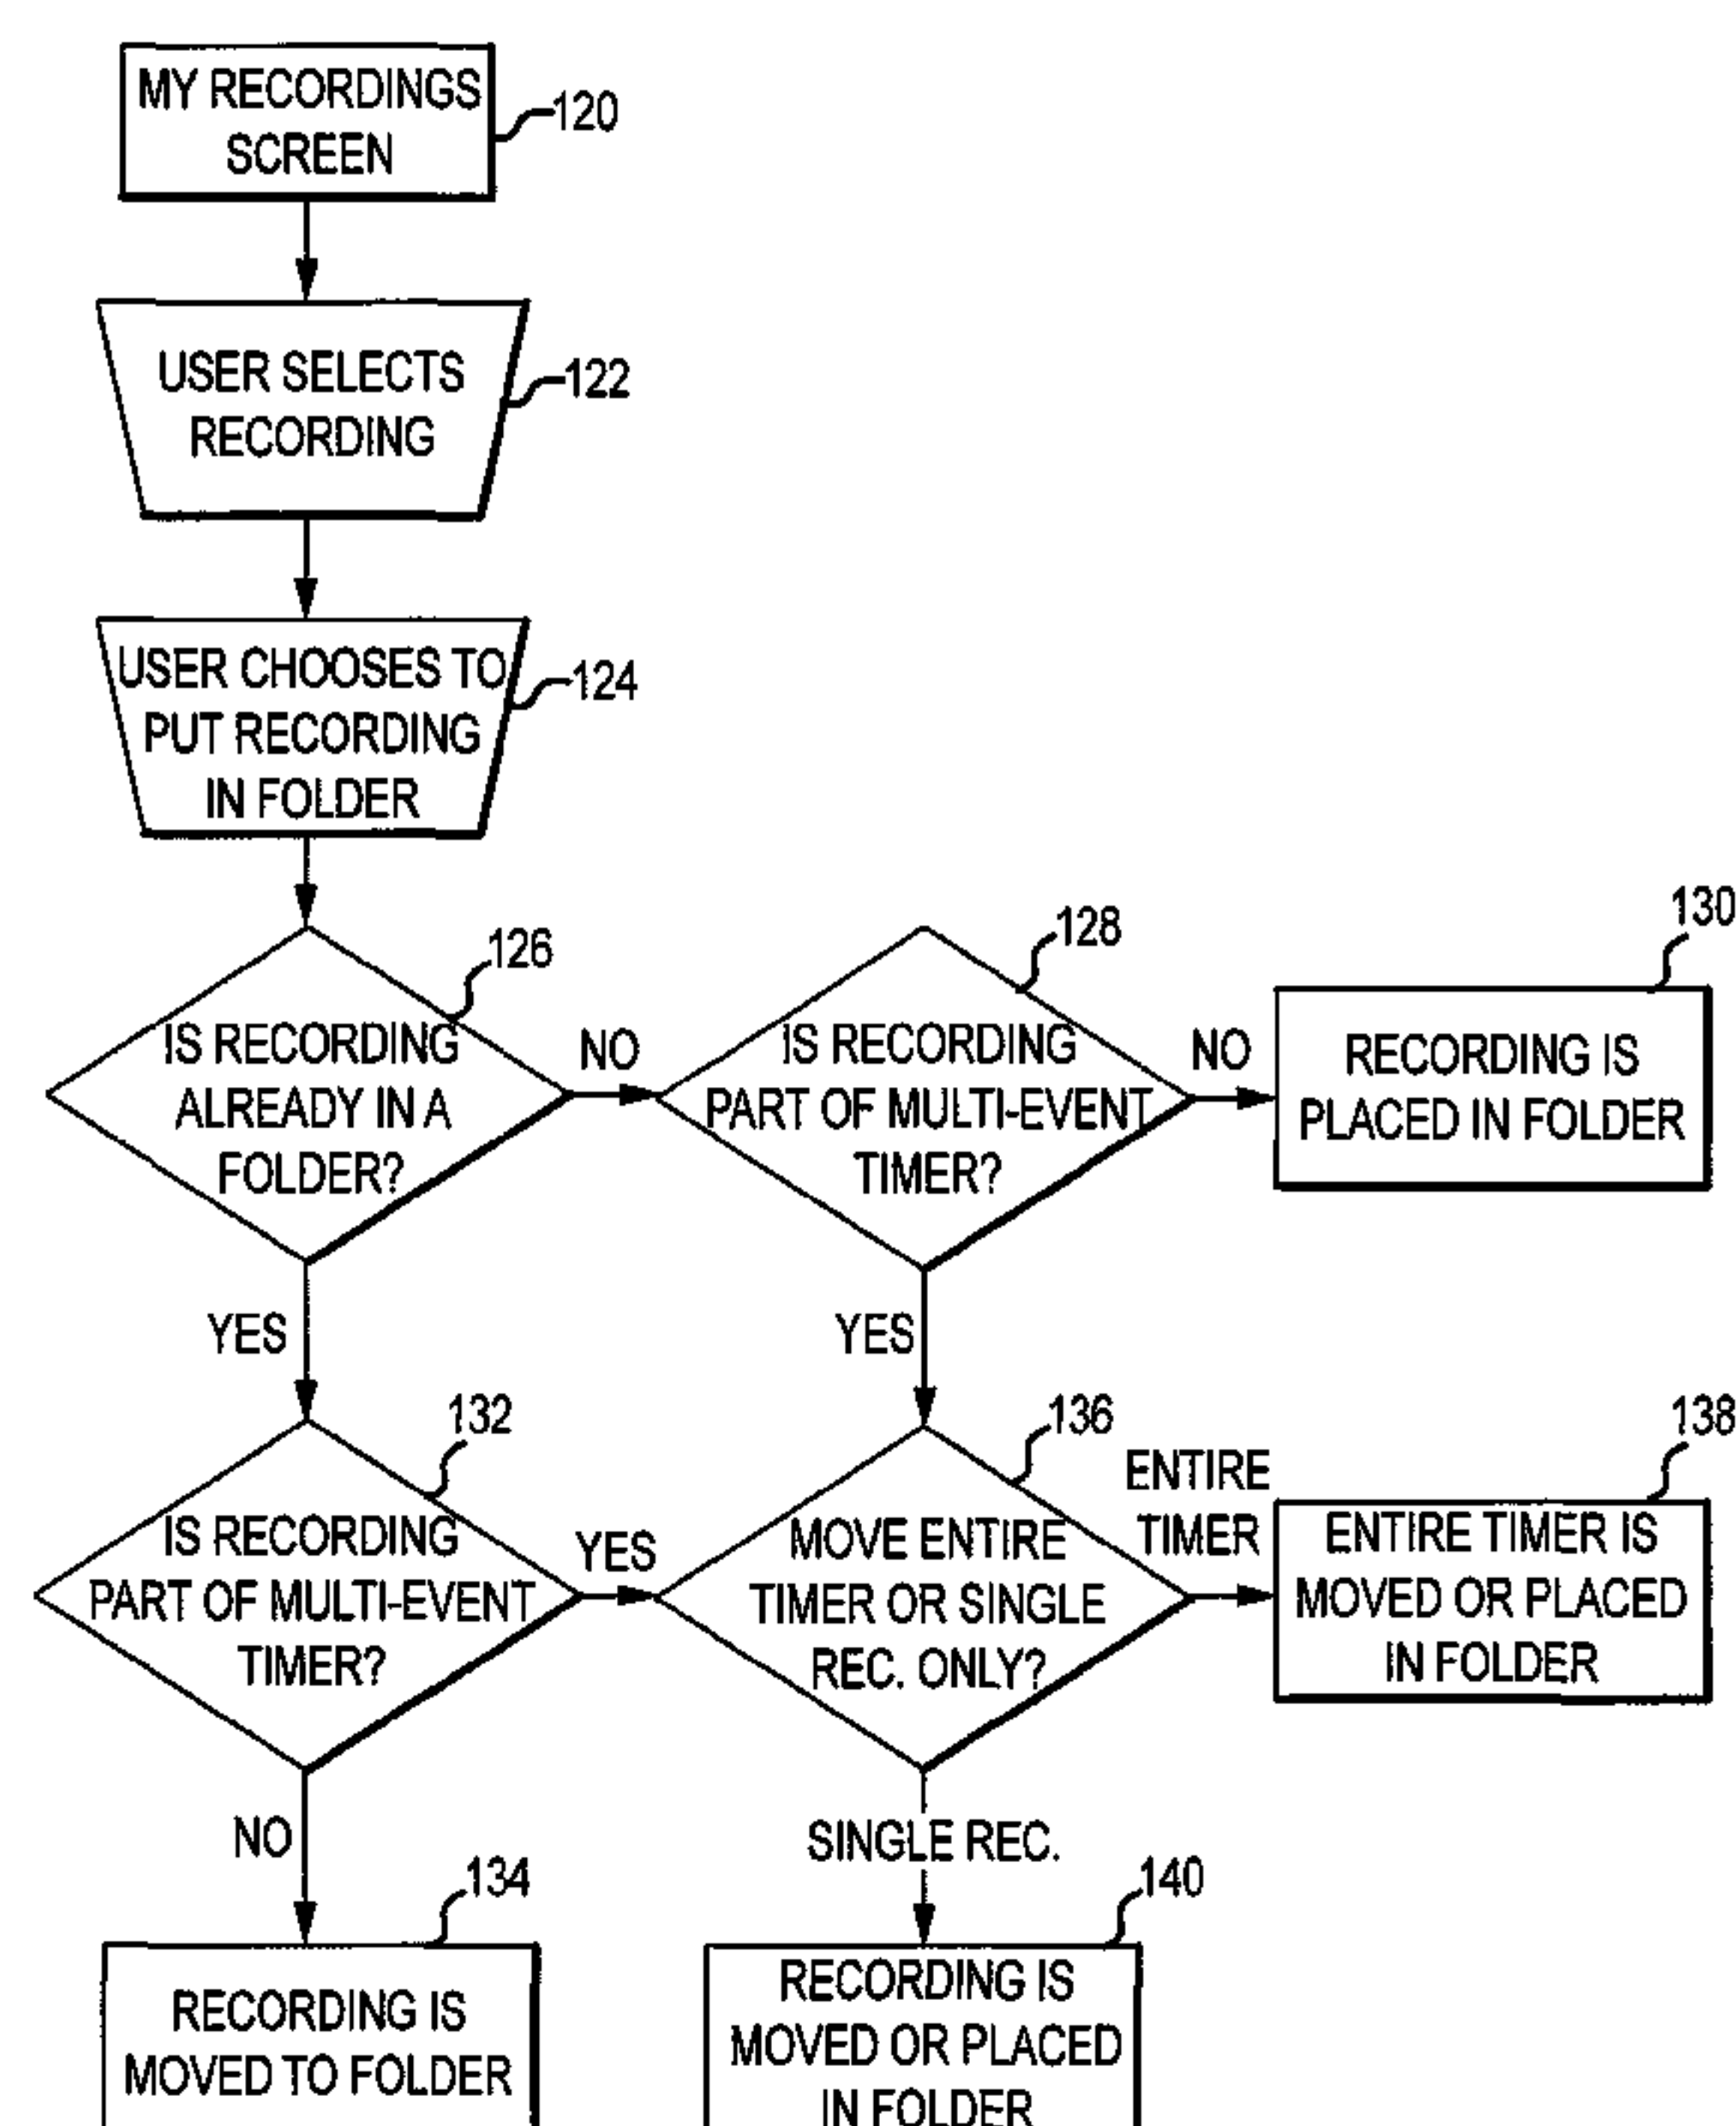 MY RECORDINGS
SCREEN
120
USER SELECTS
RECORDING
122
USER CHOOSES TO
PUT RECORDING
IN FOLDER
124
126
IS RECORDING
ALREADY IN A
FOLDER?
NO
128
IS RECORDING
PART OF MULTI-EVENT
TIMER?
NO
130
RECORDING IS
PLACED IN FOLDER
YES
YES
132
IS RECORDING
PART OF MULTI-EVENT
TIMER?
YES
136
MOVE ENTIRE
TIMER OR SINGLE
REC. ONLY?
ENTIRE
TIMER
138
ENTIRE TIMER IS
MOVED OR PLACED
IN FOLDER
NO
SINGLE REC.
134
RECORDING IS
MOVED TO FOLDER
140
RECORDING IS
MOVED OR PLACED
IN FOLDER